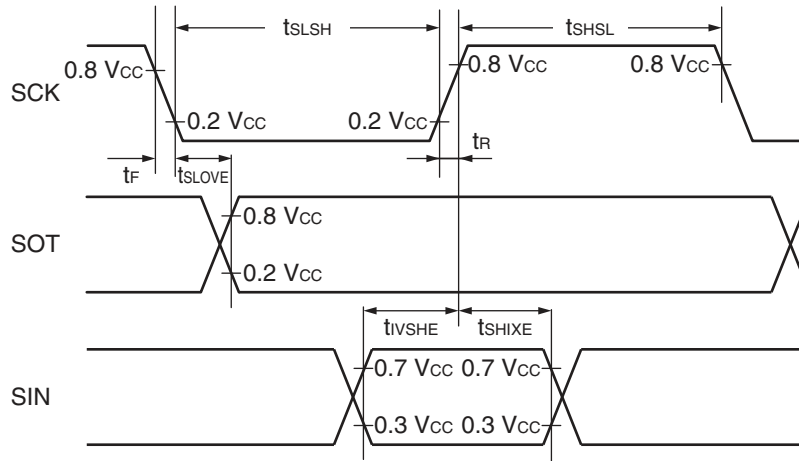 tSLSH tSHSL
SCK 0.8 VCC 0.8 VCC 0.8 VCC
0.2 VCC 0.2 VCC
tF tSLOVE tR
SOT 0.8 VCC
0.2 VCC
tIVSHE tSHIXE
SIN 0.7 VCC 0.7 VCC
0.3 VCC 0.3 VCC